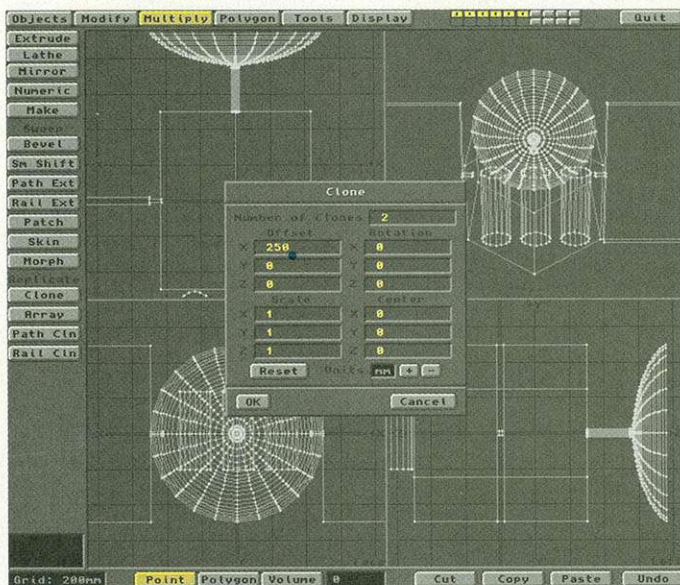 Objects Modify Multiply Polygon Tools Display Quit
Extrude
Lathe
Mirror
Numeric
Make
Sweep
Bevel
Sm Shift
Path Ext
Rail Ext
Patch
Skin
Morph
Replicate
Clone
Array
Path Cln
Rail Cln
Clone
Number of Clones 2
Offset Rotation
X 250 X 0
Y 0 Y 0
Z 0 Z 0
Scale Center
X 1 X 0
Y 1 Y 0
Z 1 Z 0
Reset Units mm + -
OK Cancel
Grid: 200mm Point Polygon Volume 0 Cut Copy Paste Undo